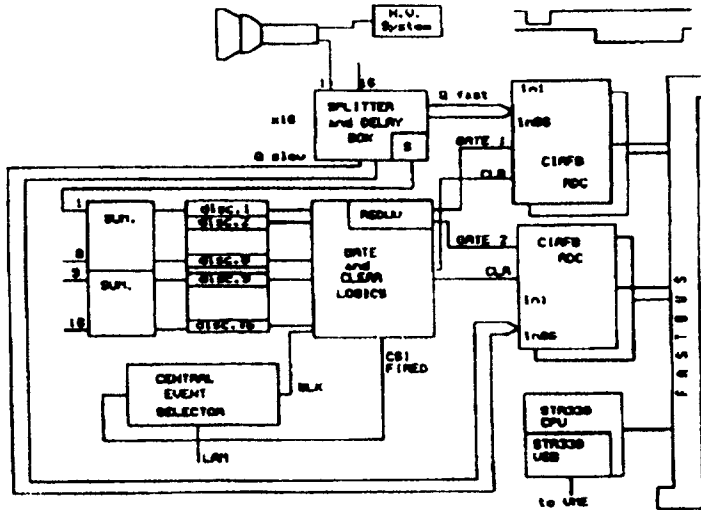 H.V.
System
1 16
x16
SPLITTER
and DELAY
BOX
S
Q fast
Q slow
In1
In96
CIAFB
ADC
GATE 1
CLR
1
8
9
16
SUM.
SUM.
disc.1
disc.2
disc.8
disc.9
disc.16
GATE
and
CLEAR
LOGICS
GATE 2
CLR
CIAFB
ADC
In1
In96
CSI
FIRED
BLK
CENTRAL
EVENT
SELECTOR
LAM
STR330
CPU
STR330
VSB
to VME
FASTBUS